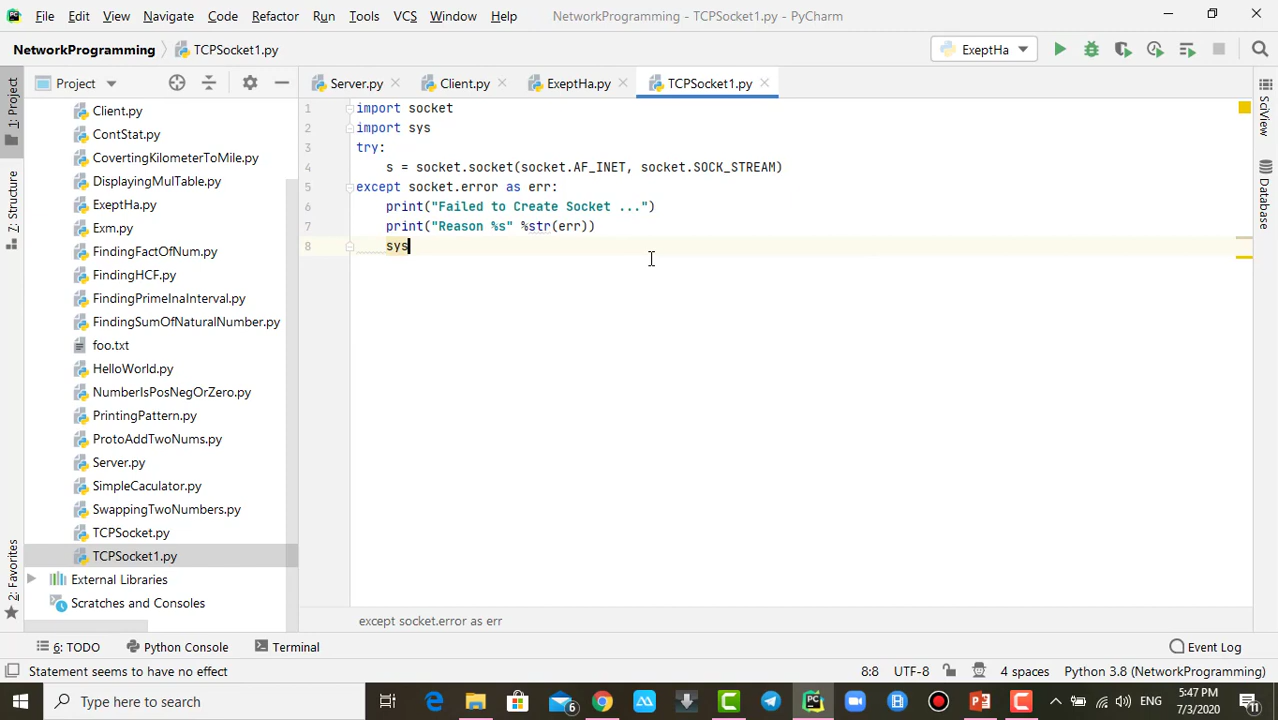 File Edit View Navigate Code Refactor Run Tools VCS Window Help NetworkProgramming - TCPSocket1.py - PyCharm
NetworkProgramming TCPSocket1.py ExeptHa
Project Server.py Client.py ExeptHa.py TCPSocket1.py
1: Project
7: Structure
2: Favorites
SciView
Database
Client.py
ContStat.py
CovertingKilometerToMile.py
DisplayingMulTable.py
ExeptHa.py
Exm.py
FindingFactOfNum.py
FindingHCF.py
FindingPrimeInaInterval.py
FindingSumOfNaturalNumber.py
foo.txt
HelloWorld.py
NumberIsPosNegOrZero.py
PrintingPattern.py
ProtoAddTwoNums.py
Server.py
SimpleCaculator.py
SwappingTwoNumbers.py
TCPSocket.py
TCPSocket1.py
External Libraries
Scratches and Consoles
1 import socket
2 import sys
3 try:
4 s = socket.socket(socket.AF_INET, socket.SOCK_STREAM)
5 except socket.error as err:
6 print("Failed to Create Socket ...")
7 print("Reason %s" %str(err))
8 sys
except socket.error as err
6: TODO Python Console Terminal Event Log
Statement seems to have no effect 8:8 UTF-8 4 spaces Python 3.8 (NetworkProgramming)
Type here to search 6 ENG 5:47 PM
7/3/2020 11